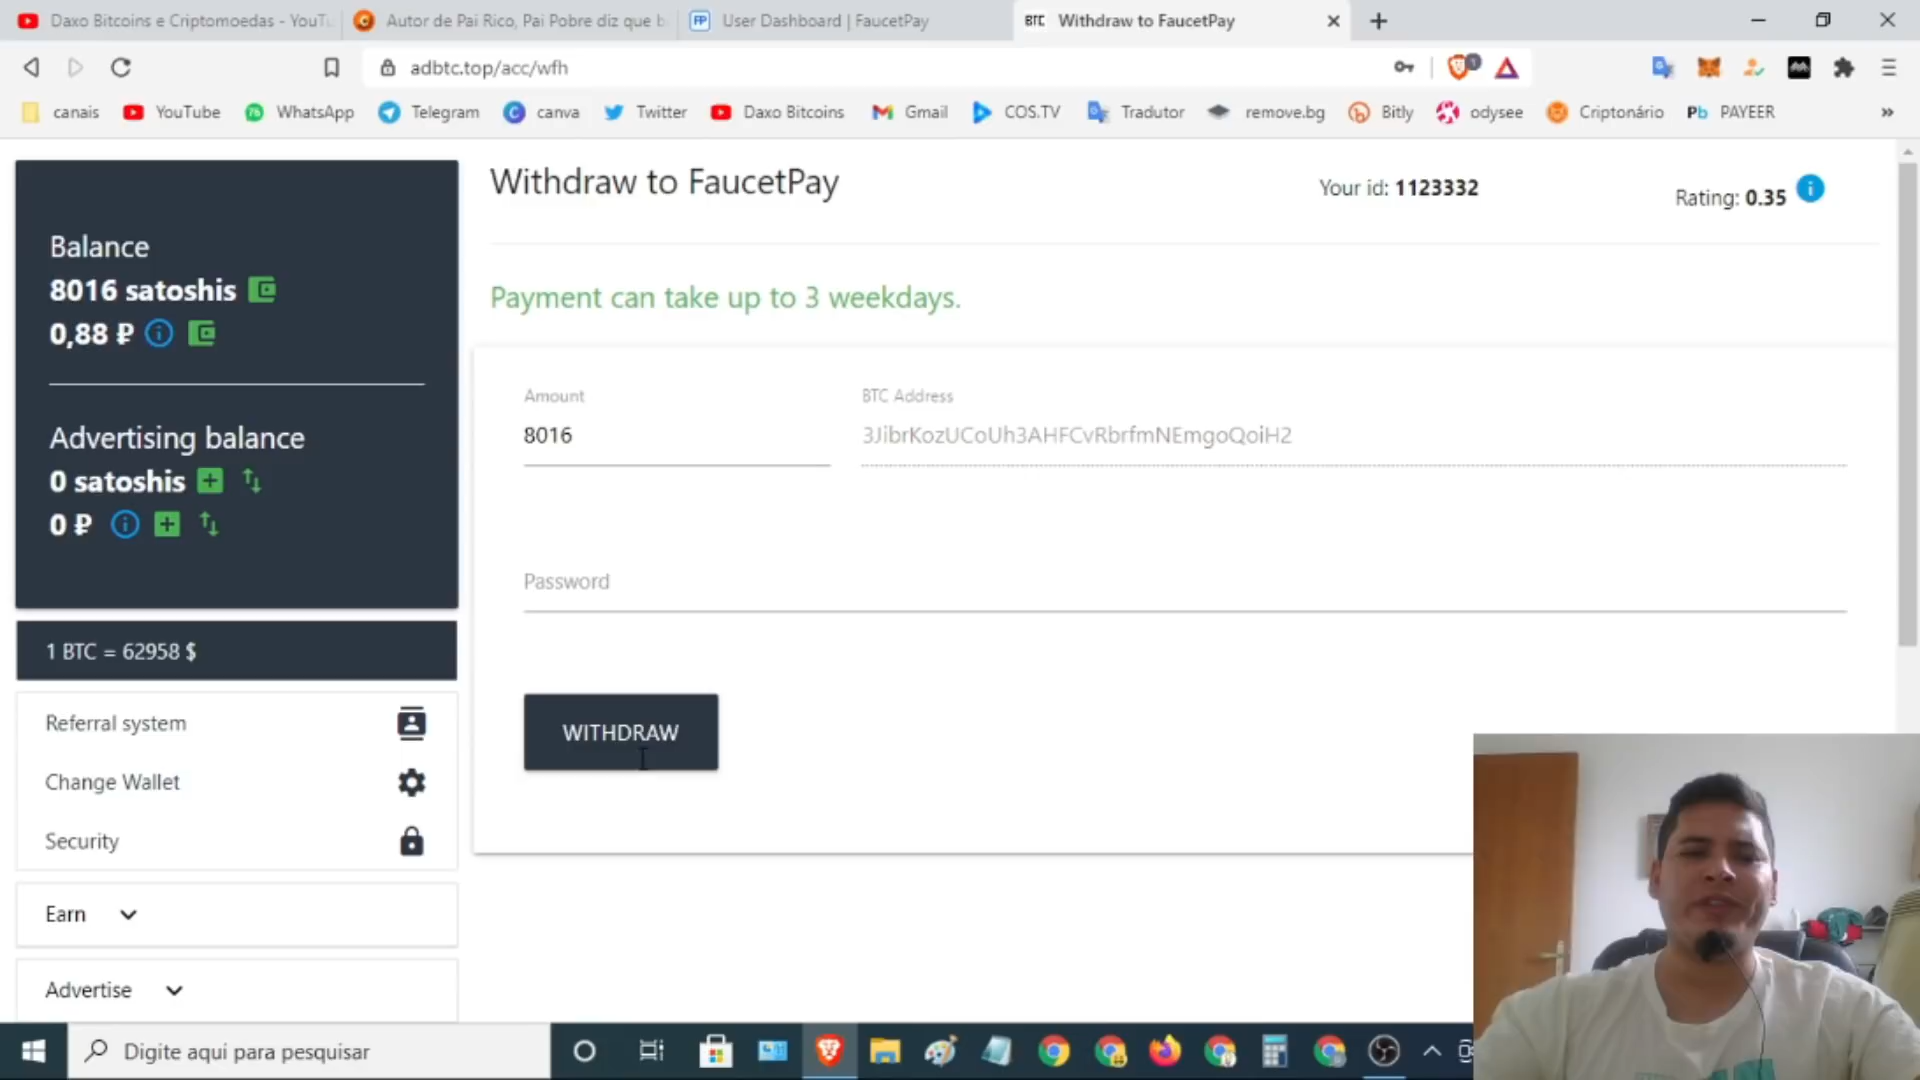 Daxo Bitcoins e Criptomoedas - YouTu
Autor de Pai Rico, Pai Pobre diz que b
FP User Dashboard | FaucetPay
BTC Withdraw to FaucetPay
adbtc.top/acc/wfh
1
canais YouTube WhatsApp Telegram canva Twitter Daxo Bitcoins Gmail COS.TV Tradutor remove.bg Bitly odysee Criptonário Pb PAYEER »
Withdraw to FaucetPay
Your id: 1123332
Rating: 0.35
Balance
8016 satoshis
0,88 ₽
Advertising balance
0 satoshis
0 ₽
1 BTC = 62958 $
Referral system
Change Wallet
Security
Earn
Advertise
Payment can take up to 3 weekdays.
Amount
8016
BTC Address
3JibrKozUCoUh3AHFCvRbrfmNEmgoQoiH2
Password
WITHDRAW
Digite aqui para pesquisar